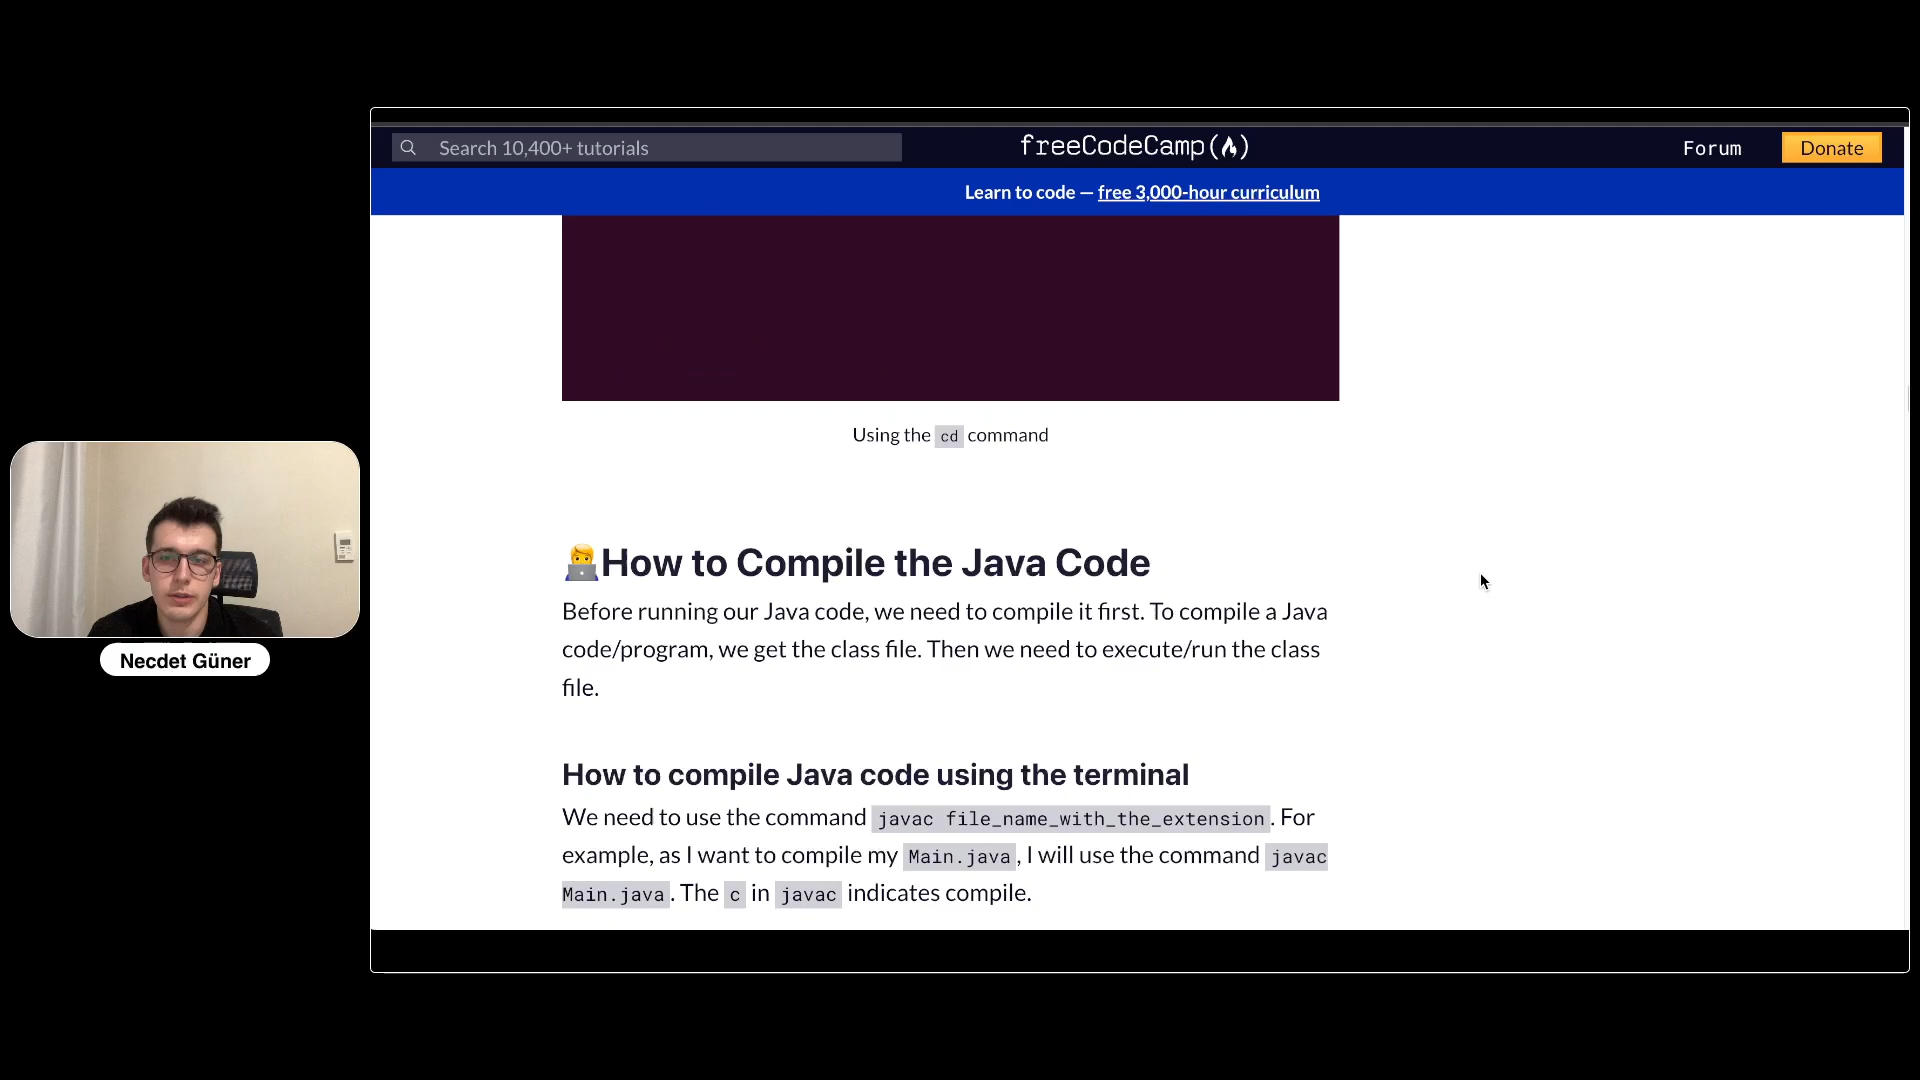 Search 10,400+ tutorials
freeCodeCamp
Forum
Donate
Learn to code — free 3,000-hour curriculum
Using the cd command
How to Compile the Java Code
Before running our Java code, we need to compile it first. To compile a Java
code/program, we get the class file. Then we need to execute/run the class
file.
Necdet Güner
How to compile Java code using the terminal
We need to use the command javac file_name_with_the_extension. For
example, as I want to compile my Main.java, I will use the command javac
Main.java. The c in javac indicates compile.